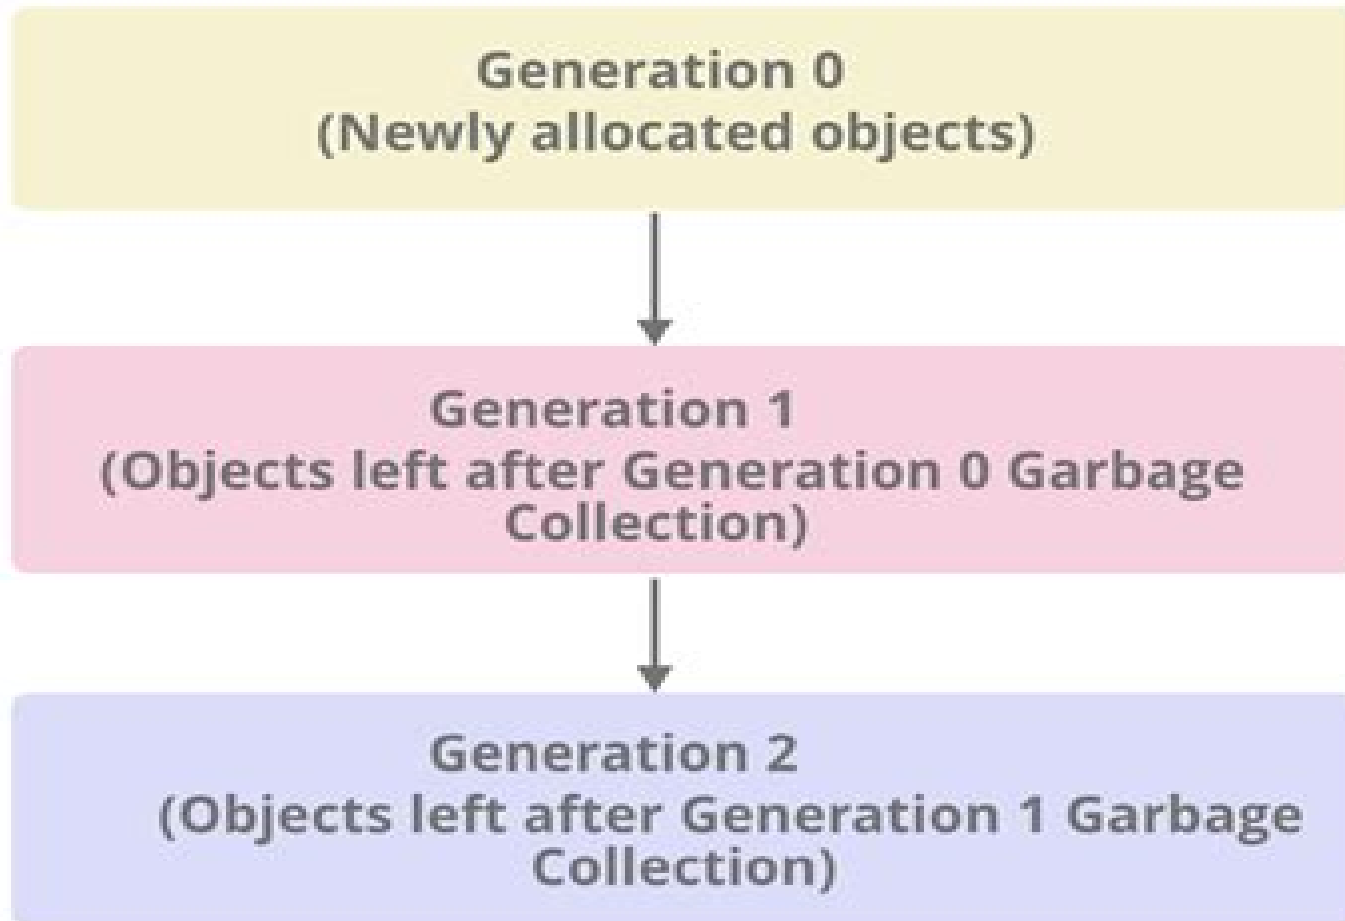 Generation 0
(Newly allocated objects)
Generation 1
(Objects left after Generation 0 Garbage
Collection)
Generation 2
(Objects left after Generation 1 Garbage
Collection)